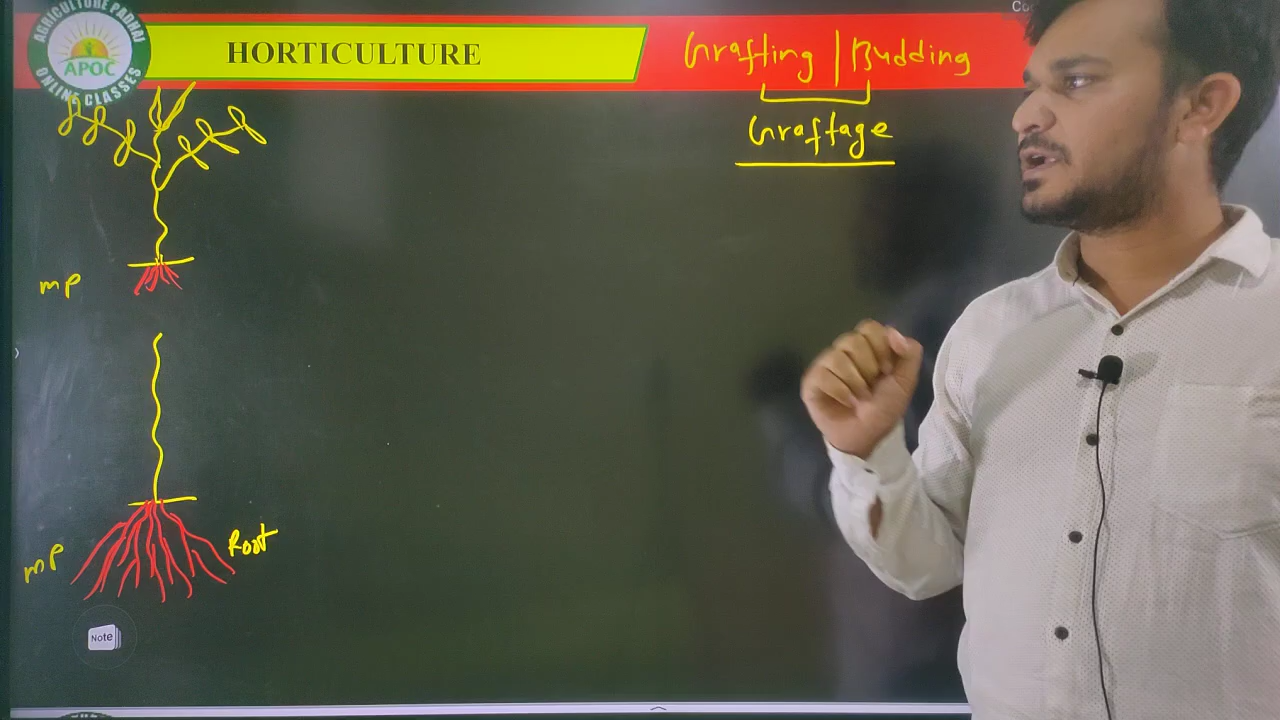 AGRICULTURE PADHAI
APOC
ONLINE CLASSES
HORTICULTURE
Grafting | Budding
Graftage
mp
mp
Root
Note